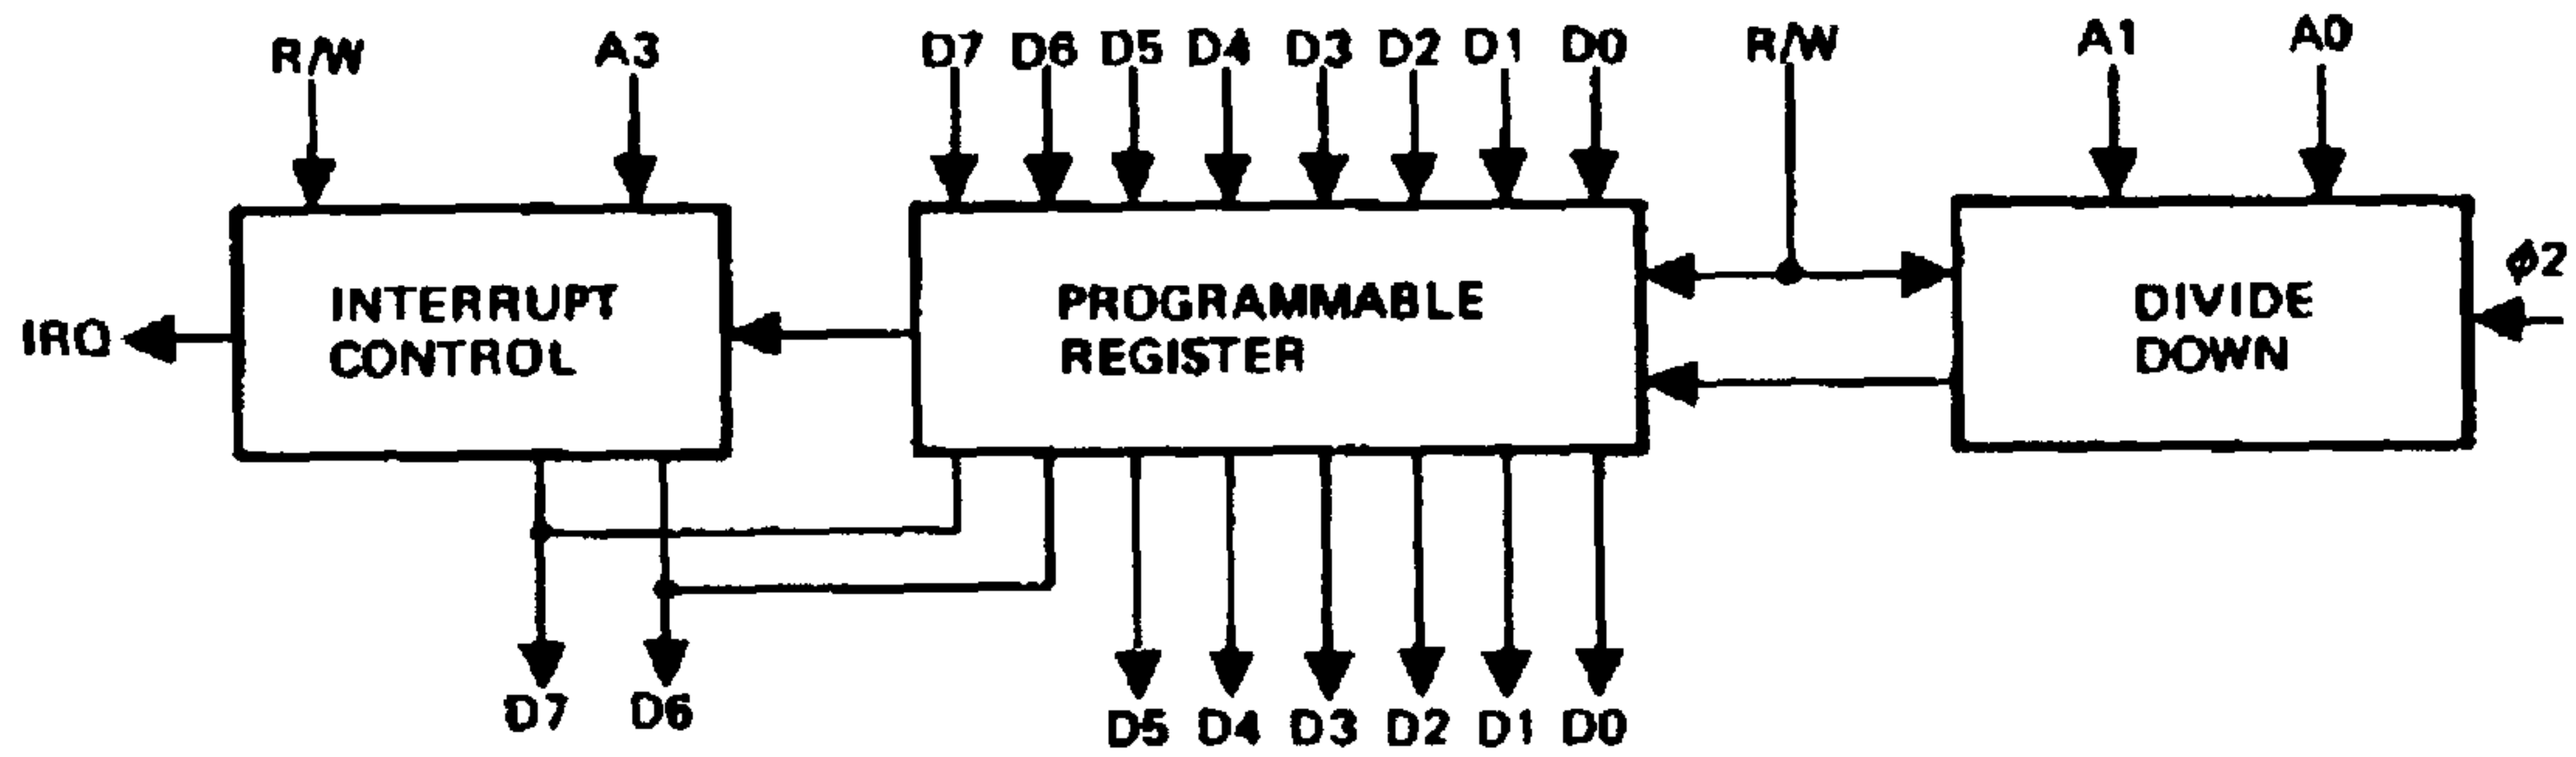 R/W A3 D7 D6 D5 D4 D3 D2 D1 D0 R/W A1 A0
IRQ
INTERRUPT
CONTROL
PROGRAMMABLE
REGISTER
DIVIDE
DOWN
ϕ2
D7 D6 D5 D4 D3 D2 D1 D0